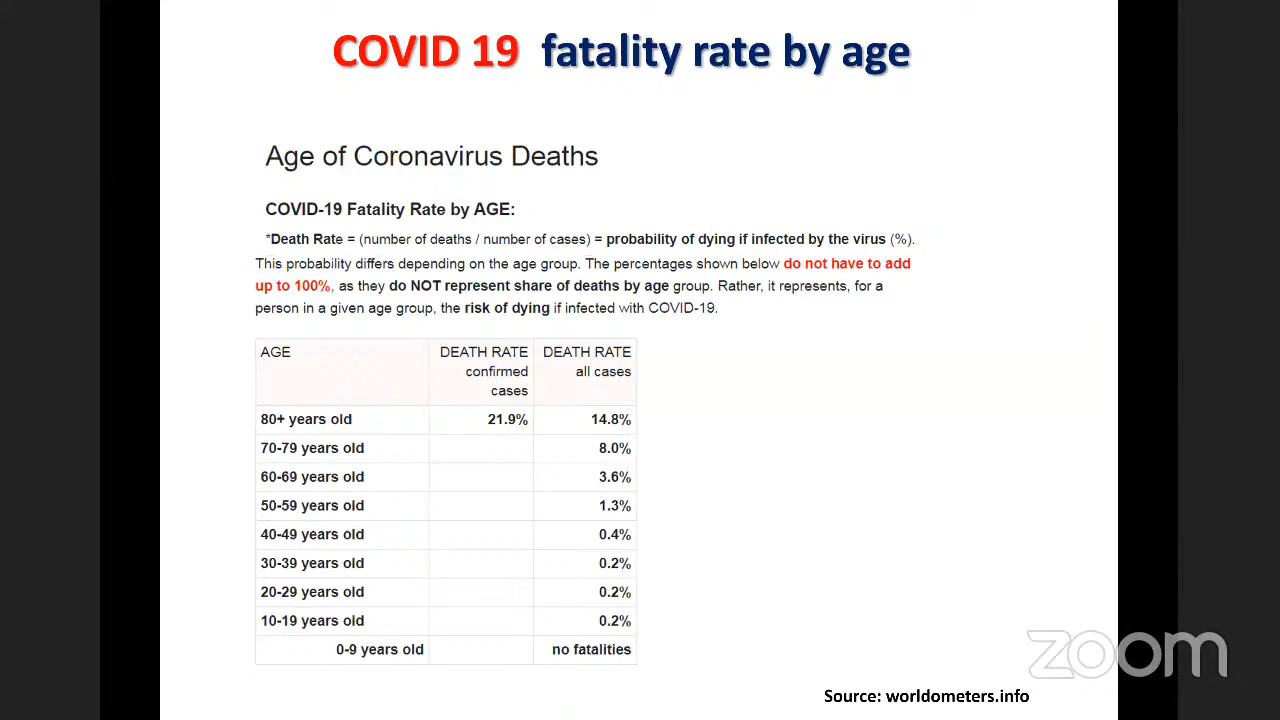 COVID 19 fatality rate by age
Age of Coronavirus Deaths
COVID-19 Fatality Rate by AGE:
*Death Rate = (number of deaths / number of cases) = probability of dying if infected by the virus (%).
This probability differs depending on the age group. The percentages shown below do not have to add
up to 100%, as they do NOT represent share of deaths by age group. Rather, it represents, for a
person in a given age group, the risk of dying if infected with COVID-19.
AGE DEATH RATE DEATH RATE
confirmed all cases
cases
80+ years old 21.9% 14.8%
70-79 years old 8.0%
60-69 years old 3.6%
50-59 years old 1.3%
40-49 years old 0.4%
30-39 years old 0.2%
20-29 years old 0.2%
10-19 years old 0.2%
0-9 years old no fatalities
zoom
Source: worldometers.info